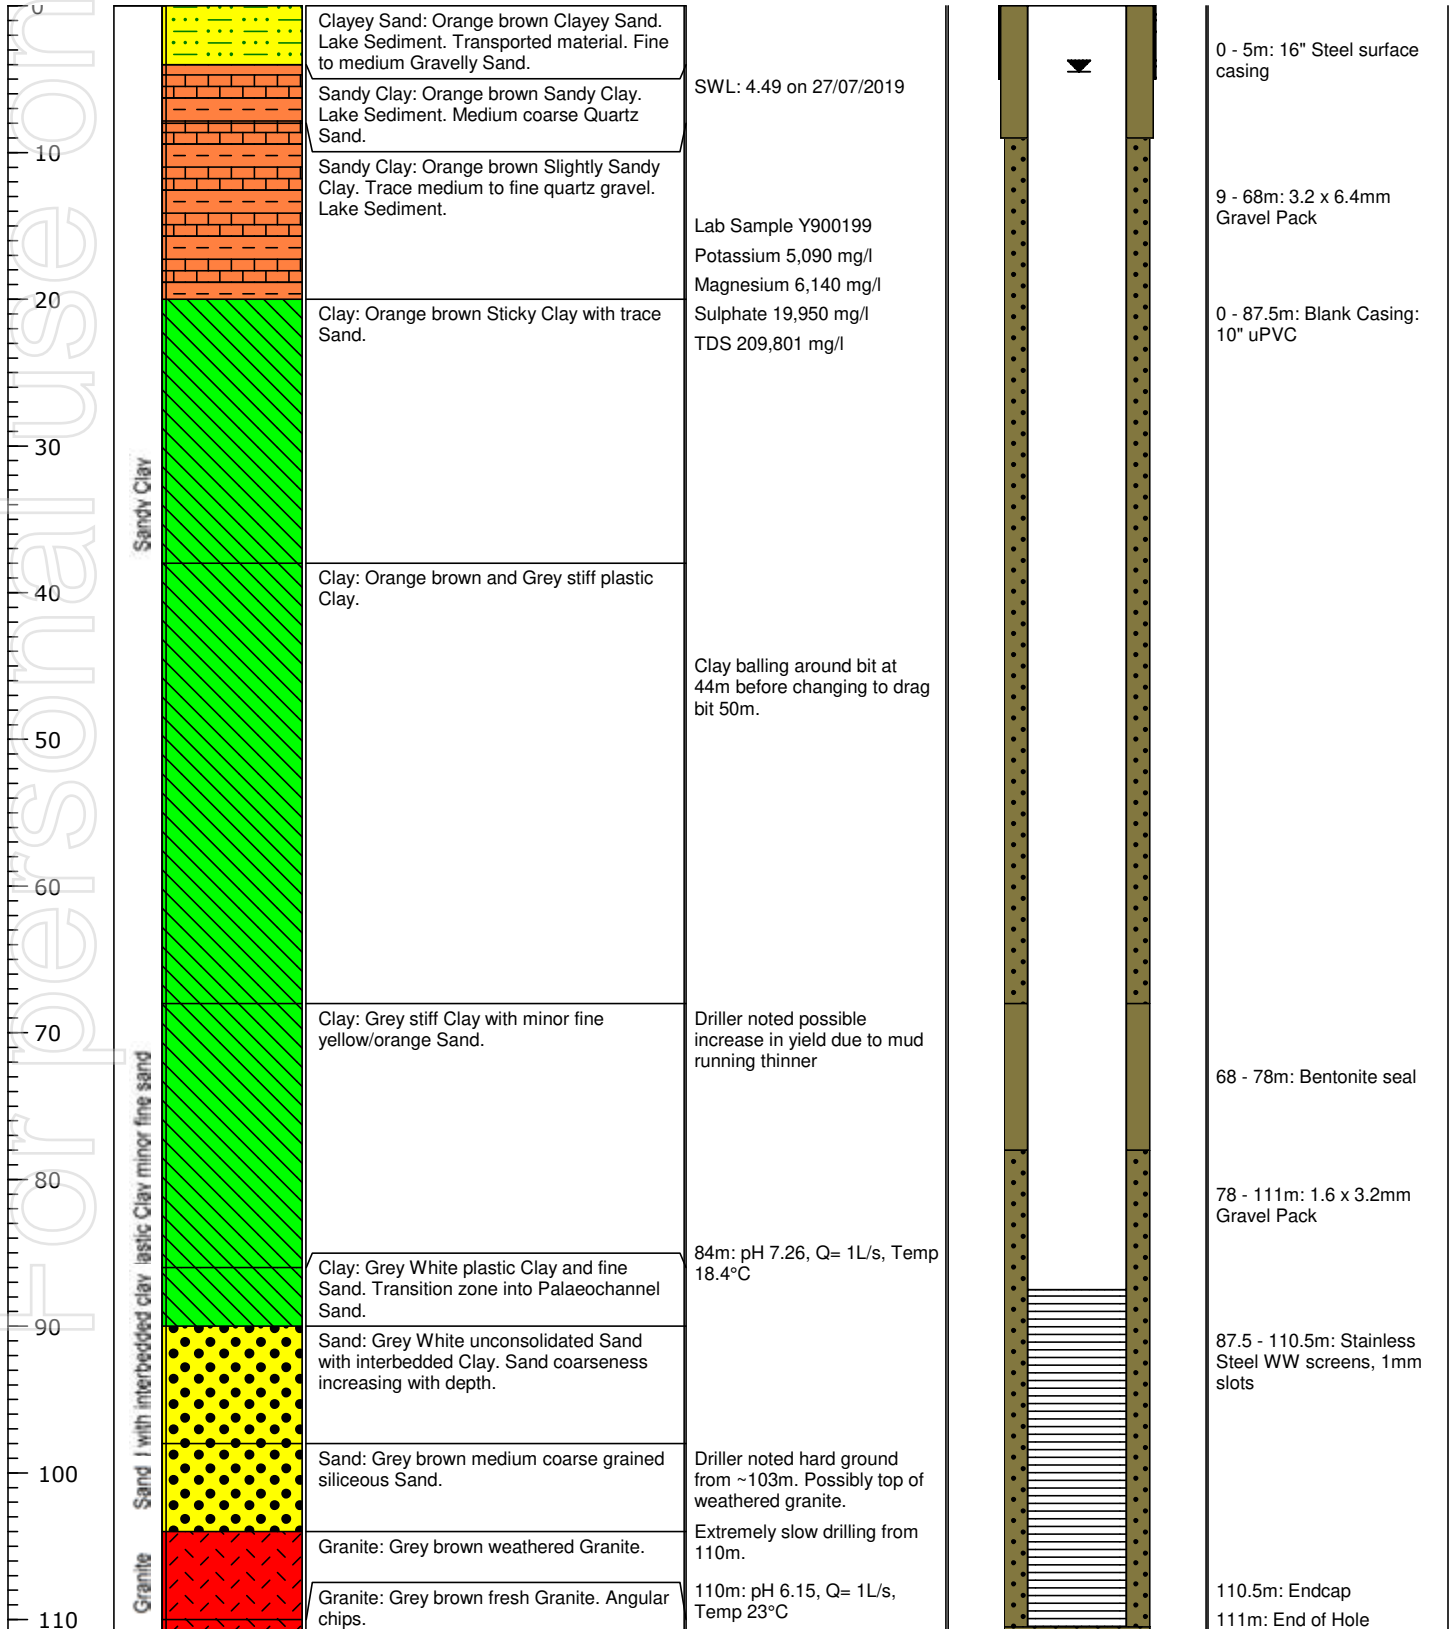 For personal use on
0
10
20
30
40
50
60
70
80
90
100
110
Sandy Clay
lastic Clay minor fine sand
l with interbedded clay
Sand
Granite
Clayey Sand: Orange brown Clayey Sand.
Lake Sediment. Transported material. Fine
to medium Gravelly Sand.
Sandy Clay: Orange brown Sandy Clay.
Lake Sediment. Medium coarse Quartz
Sand.
Sandy Clay: Orange brown Slightly Sandy
Clay. Trace medium to fine quartz gravel.
Lake Sediment.
Clay: Orange brown Sticky Clay with trace
Sand.
Clay: Orange brown and Grey stiff plastic
Clay.
Clay: Grey stiff Clay with minor fine
yellow/orange Sand.
Clay: Grey White plastic Clay and fine
Sand. Transition zone into Palaeochannel
Sand.
Sand: Grey White unconsolidated Sand
with interbedded Clay. Sand coarseness
increasing with depth.
Sand: Grey brown medium coarse grained
siliceous Sand.
Granite: Grey brown weathered Granite.
Granite: Grey brown fresh Granite. Angular
chips.
SWL: 4.49 on 27/07/2019
Lab Sample Y900199
Potassium 5,090 mg/l
Magnesium 6,140 mg/l
Sulphate 19,950 mg/l
TDS 209,801 mg/l
Clay balling around bit at
44m before changing to drag
bit 50m.
Driller noted possible
increase in yield due to mud
running thinner
84m: pH 7.26, Q= 1L/s, Temp
18.4°C
Driller noted hard ground
from ~103m. Possibly top of
weathered granite.
Extremely slow drilling from
110m.
110m: pH 6.15, Q= 1L/s,
Temp 23°C
0 - 5m: 16" Steel surface
casing
9 - 68m: 3.2 x 6.4mm
Gravel Pack
0 - 87.5m: Blank Casing:
10" uPVC
68 - 78m: Bentonite seal
78 - 111m: 1.6 x 3.2mm
Gravel Pack
87.5 - 110.5m: Stainless
Steel WW screens, 1mm
slots
110.5m: Endcap
111m: End of Hole